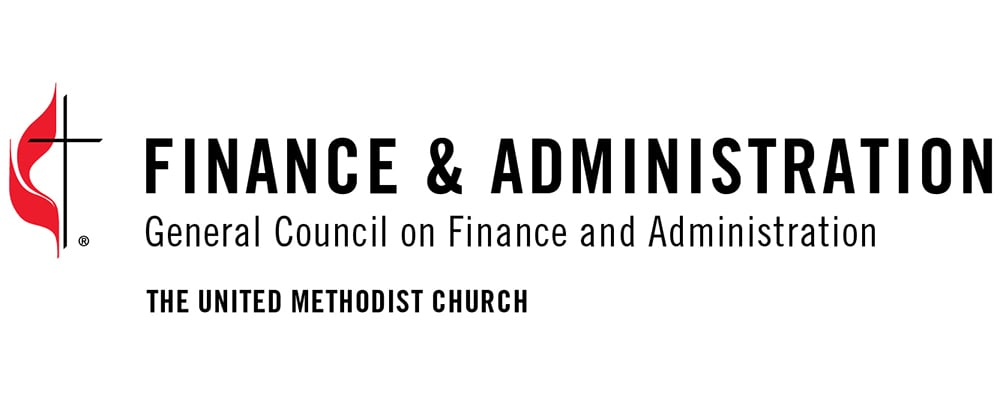 FINANCE & ADMINISTRATION
General Council on Finance and Administration
®
THE UNITED METHODIST CHURCH